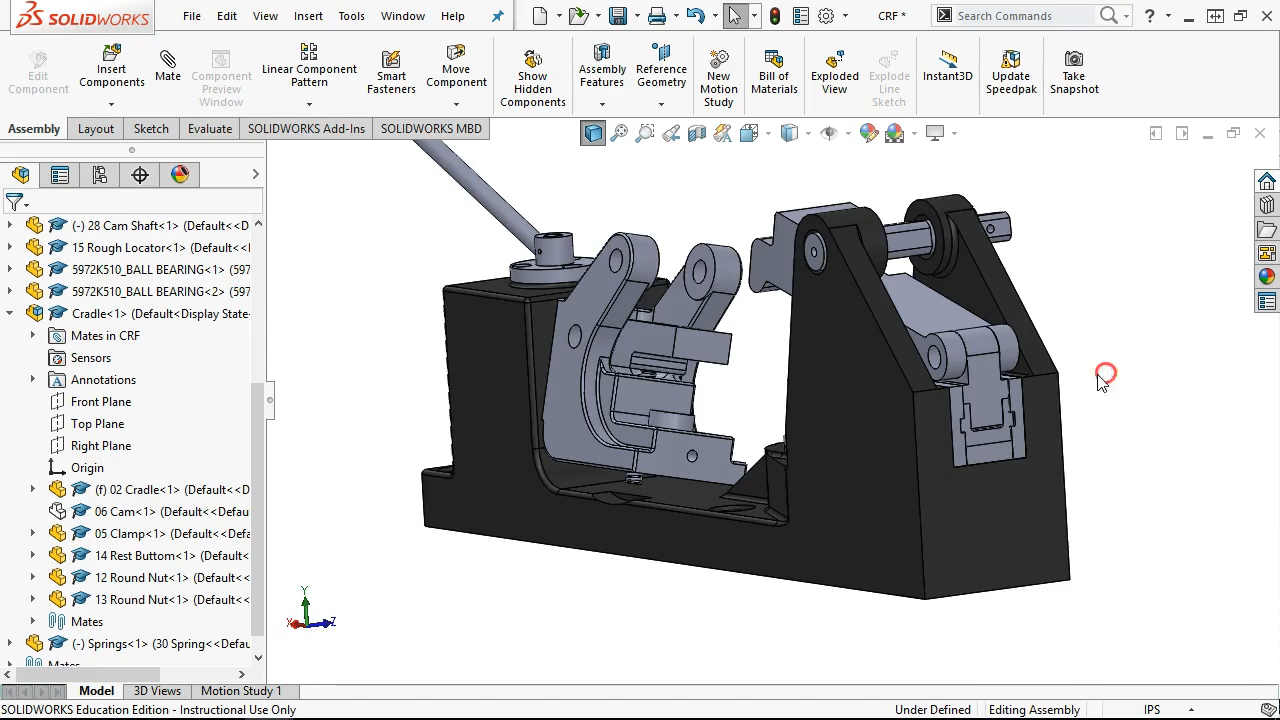 SOLIDWORKS File Edit View Insert Tools Window Help CRF * Search Commands ?
Edit Component
Insert Components
Mate
Component Preview Window
Linear Component Pattern
Smart Fasteners
Move Component
Show Hidden Components
Assembly Features
Reference Geometry
New Motion Study
Bill of Materials
Exploded View
Explode Line Sketch
Instant3D
Update Speedpak
Take Snapshot
Assembly Layout Sketch Evaluate SOLIDWORKS Add-Ins SOLIDWORKS MBD
(-) 28 Cam Shaft<1> (Default<Defau
15 Rough Locator<1> (Default<<D
5972K510_BALL BEARING<1> (597
5972K510_BALL BEARING<2> (597
Cradle<1> (Default<Display State-
Mates in CRF
Sensors
Annotations
Front Plane
Top Plane
Right Plane
Origin
(f) 02 Cradle<1> (Default<<D
06 Cam<1> (Default<<Defau
05 Clamp<1> (Default<<Defa
14 Rest Buttom<1> (Default<
12 Round Nut<1> (Default<<
13 Round Nut<1> (Default<<
Mates
(-) Springs<1> (30 Spring<<Defau
Mates
Y
X
Z
Model 3D Views Motion Study 1
SOLIDWORKS Education Edition - Instructional Use Only Under Defined Editing Assembly IPS